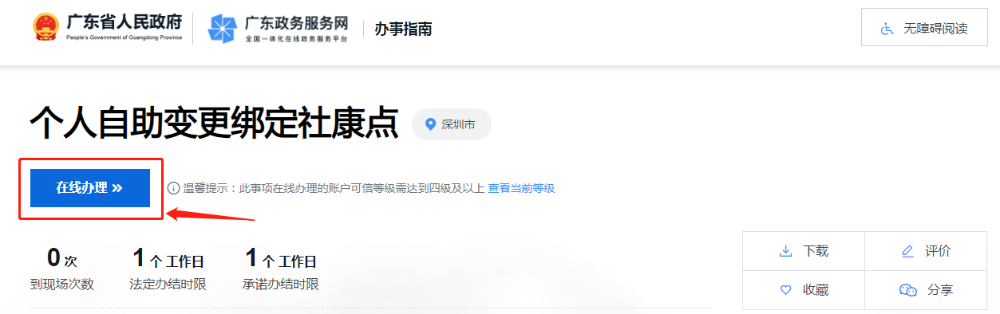 广东省人民政府
People's Government of Guangdong Province
广东政务服务网
全国一体化在线政务服务平台
办事指南
无障碍阅读
个人自助变更绑定社康点
深圳市
在线办理
温馨提示：此事项在线办理的账户可信等级需达到四级及以上 查看当前等级
0 次
到现场次数
1 个 工作日
法定办结时限
1 个 工作日
承诺办结时限
下载
评价
收藏
分享